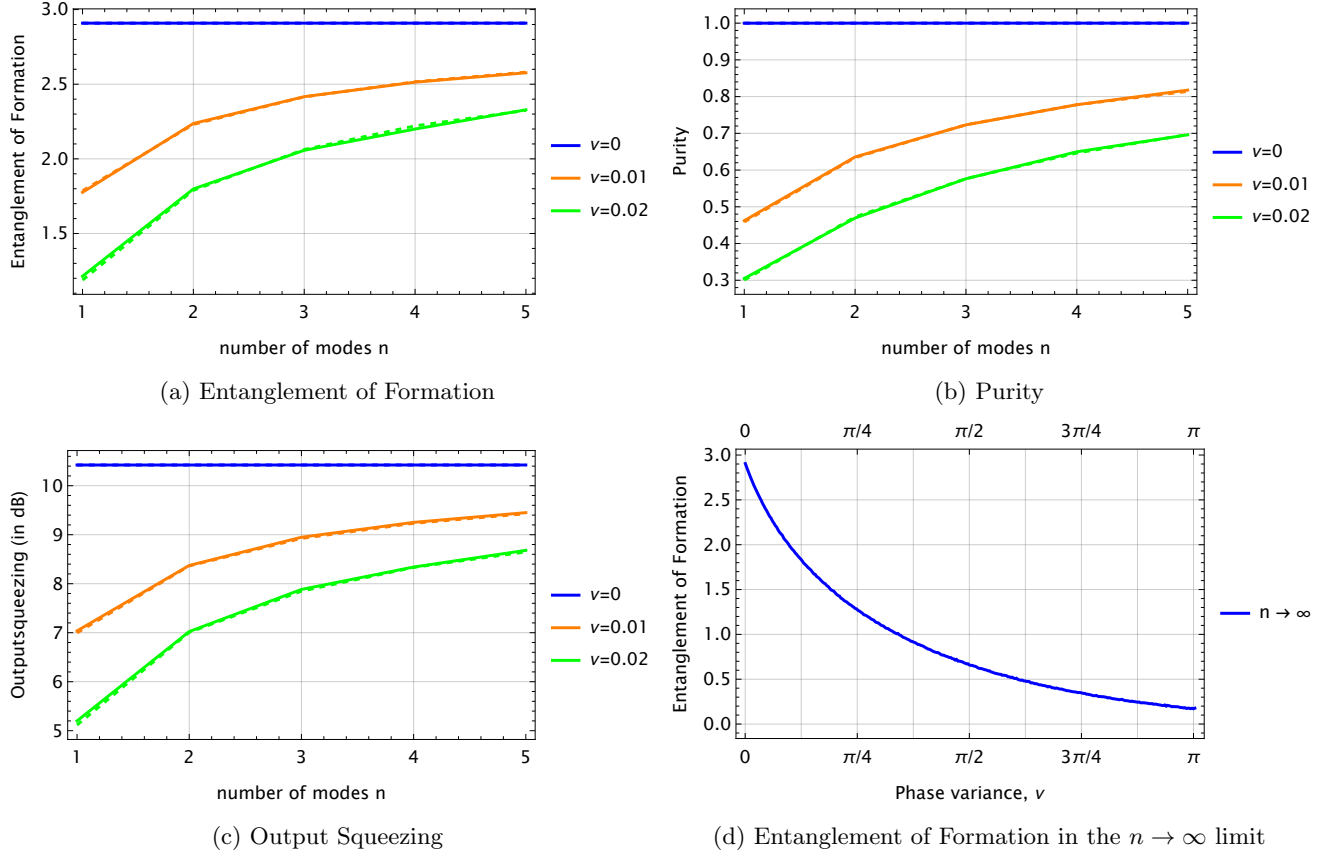 3.0
2.5
2.0
1.5
Entanglement of Formation
1 2 3 4 5
number of modes n
v=0
v=0.01
v=0.02
(a) Entanglement of Formation
1.0
0.9
0.8
0.7
0.6
0.5
0.4
0.3
Purity
1 2 3 4 5
number of modes n
v=0
v=0.01
v=0.02
(b) Purity
10
9
8
7
6
5
Outputsqueezing (in dB)
1 2 3 4 5
number of modes n
v=0
v=0.01
v=0.02
(c) Output Squeezing
0 π/4 π/2 3π/4 π
3.0
2.5
2.0
1.5
1.0
0.5
0.0
Entanglement of Formation
0 π/4 π/2 3π/4 π
Phase variance, v
n → ∞
(d) Entanglement of Formation in the n → ∞ limit